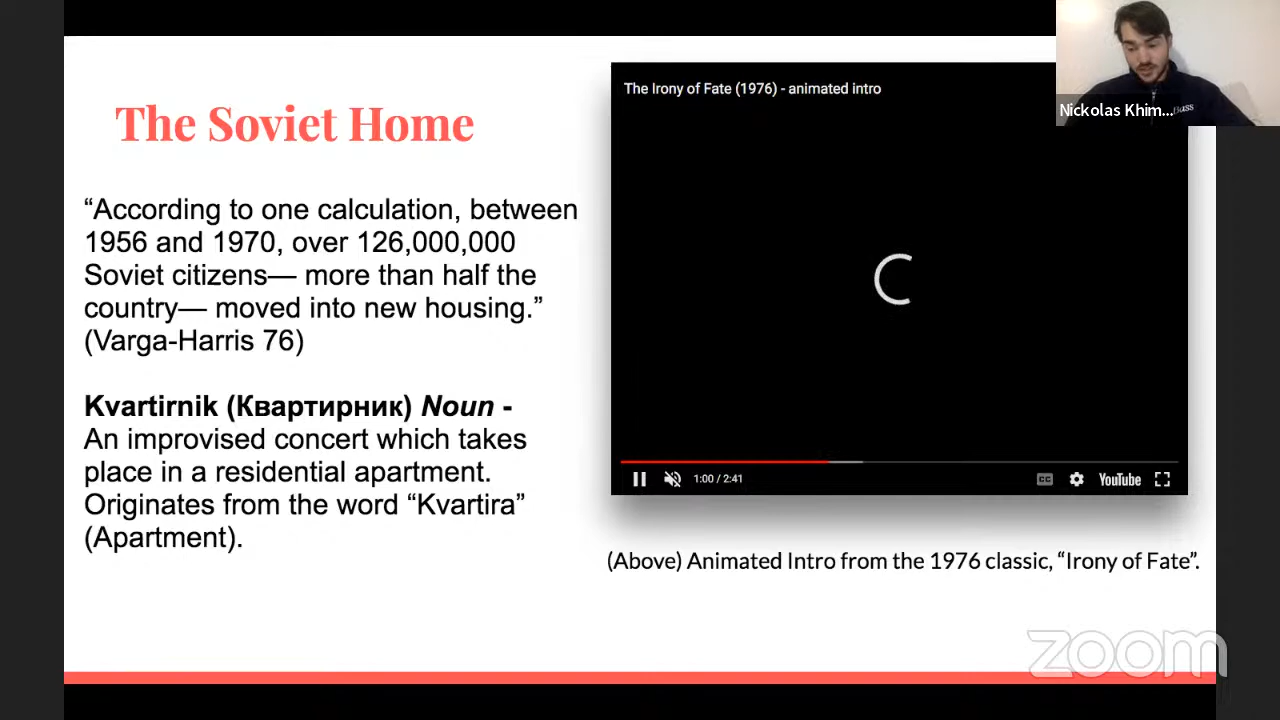 The Soviet Home
“According to one calculation, between
1956 and 1970, over 126,000,000
Soviet citizens— more than half the
country— moved into new housing.”
(Varga-Harris 76)
Kvartirnik (Квартирник) Noun -
An improvised concert which takes
place in a residential apartment.
Originates from the word “Kvartira”
(Apartment).
The Irony of Fate (1976) - animated intro
1:00 / 2:41
CC
YouTube
(Above) Animated Intro from the 1976 classic, “Irony of Fate”.
Nickolas Khim...
zoom